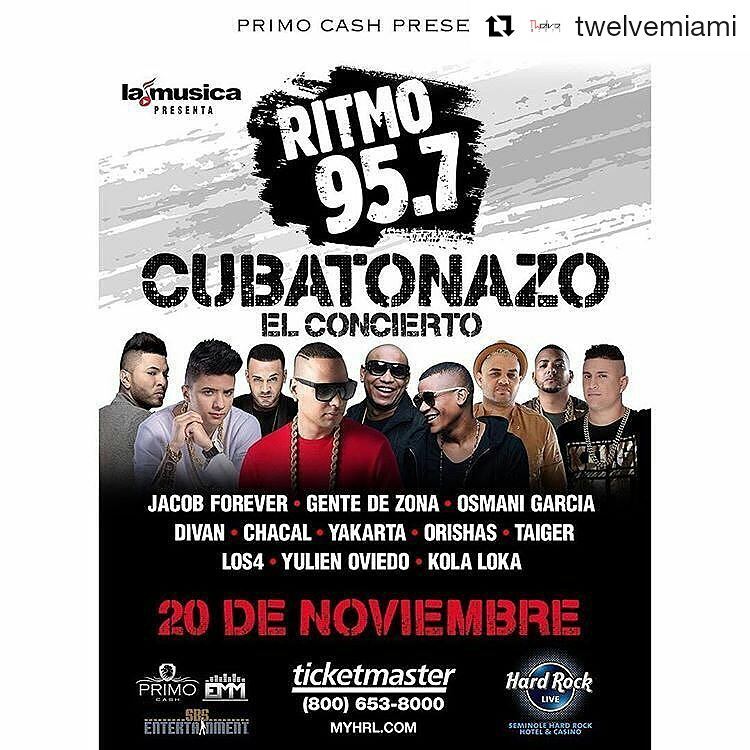 PRIMO CASH PRESE
twelvemiami
la musica
PRESENTA
RITMO
95.7
CUBATONAZO
EL CONCIERTO
JACOB FOREVER • GENTE DE ZONA • OSMANI GARCIA
DIVAN • CHACAL • YAKARTA • ORISHAS • TAIGER
LOS4 • YULIEN OVIEDO • KOLA LOKA
20 DE NOVIEMBRE
PRIMO
CASH
EMM
SBS
ENTERTAINMENT
ticketmaster
(800) 653-8000
MYHRL.COM
Hard Rock
LIVE
SEMINOLE HARD ROCK
HOTEL & CASINO